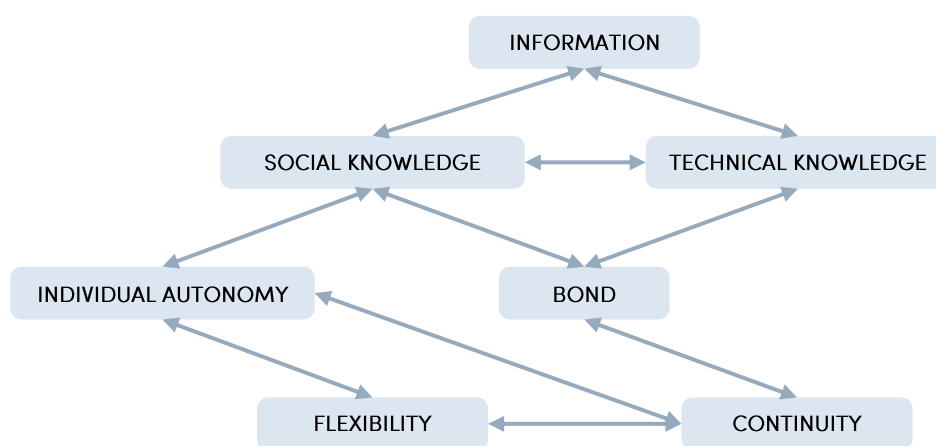 INFORMATION
SOCIAL KNOWLEDGE
TECHNICAL KNOWLEDGE
INDIVIDUAL AUTONOMY
BOND
FLEXIBILITY
CONTINUITY